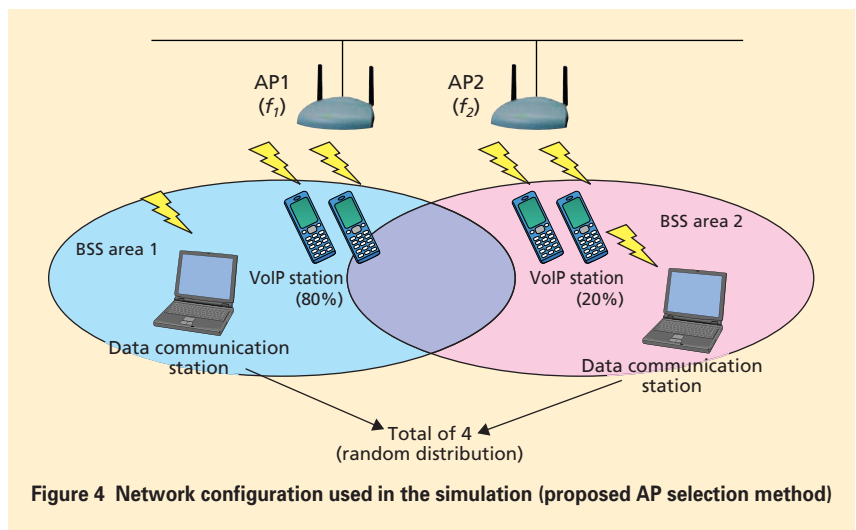 AP1
(f1)
AP2
(f2)
BSS area 1
BSS area 2
VoIP station
(80%)
VoIP station
(20%)
Data communication
station
Data communication
station
Total of 4
(random distribution)
Figure 4 Network configuration used in the simulation (proposed AP selection method)